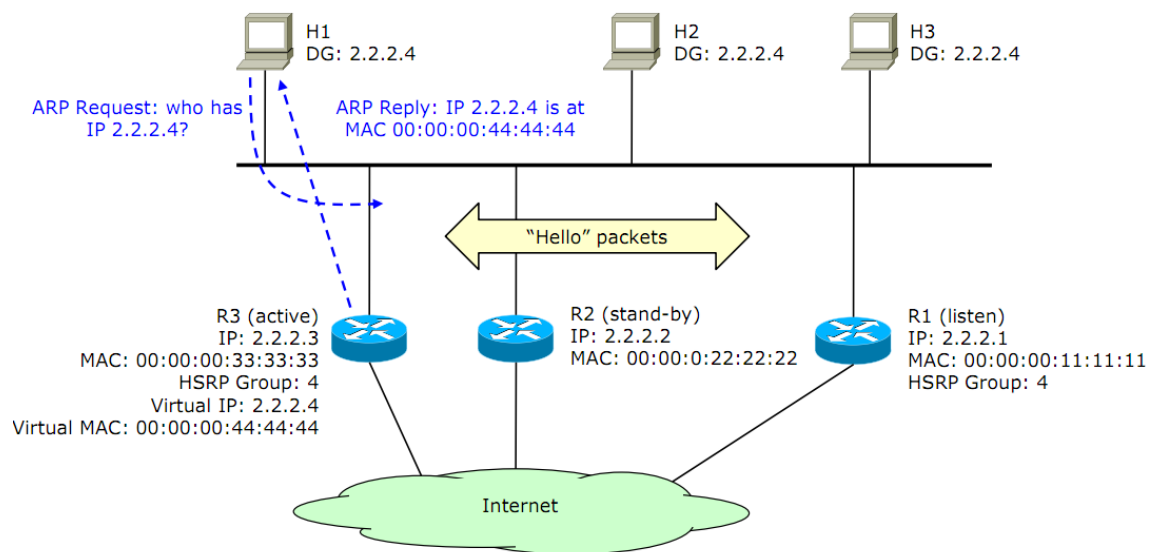 H1
DG: 2.2.2.4
H2
DG: 2.2.2.4
H3
DG: 2.2.2.4
ARP Request: who has
IP 2.2.2.4?
ARP Reply: IP 2.2.2.4 is at
MAC 00:00:00:44:44:44
“Hello” packets
R3 (active)
IP: 2.2.2.3
MAC: 00:00:00:33:33:33
HSRP Group: 4
Virtual IP: 2.2.2.4
Virtual MAC: 00:00:00:44:44:44
R2 (stand-by)
IP: 2.2.2.2
MAC: 00:00:0:22:22:22
R1 (listen)
IP: 2.2.2.1
MAC: 00:00:00:11:11:11
HSRP Group: 4
Internet